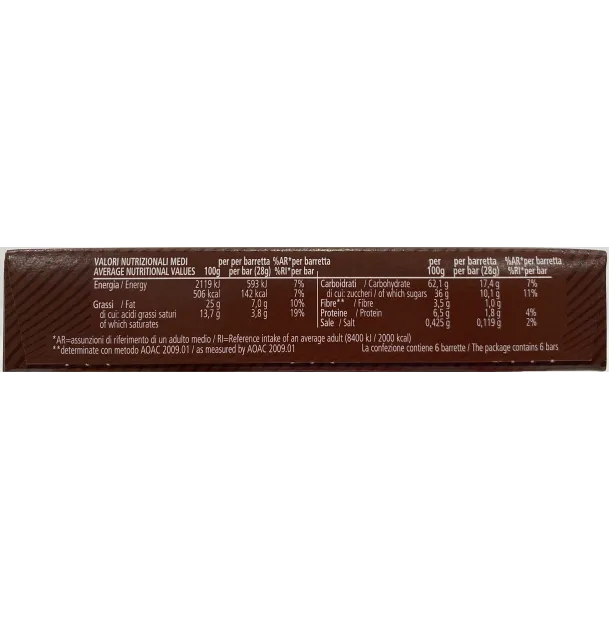 VALORI NUTRIZIONALI MEDI per per barretta %AR*per barretta
AVERAGE NUTRITIONAL VALUES 100g per bar (28g) %RI*per bar
Energia / Energy 2119 kJ 593 kJ 7%
506 kcal 142 kcal 7%
Grassi / Fat 25 g 7,0 g 10%
di cui: acidi grassi saturi 13,7 g 3,8 g 19%
of which saturates
per per barretta %AR*per barretta
100g per bar (28g) %RI*per bar
Carboidrati / Carbohydrate 62,1 g 17,4 g 7%
di cui: zuccheri / of which sugars 36 g 10,1 g 11%
Fibre** / Fibre 3,5 g 1,0 g
Proteine / Protein 6,5 g 1,8 g 4%
Sale / Salt 0,425 g 0,119 g 2%
*AR=assunzioni di riferimento di un adulto medio / RI=Reference intake of an average adult (8400 kJ / 2000 kcal)
**determinate con metodo AOAC 2009.01 / as measured by AOAC 2009.01 La confezione contiene 6 barrette / The package contains 6 bars